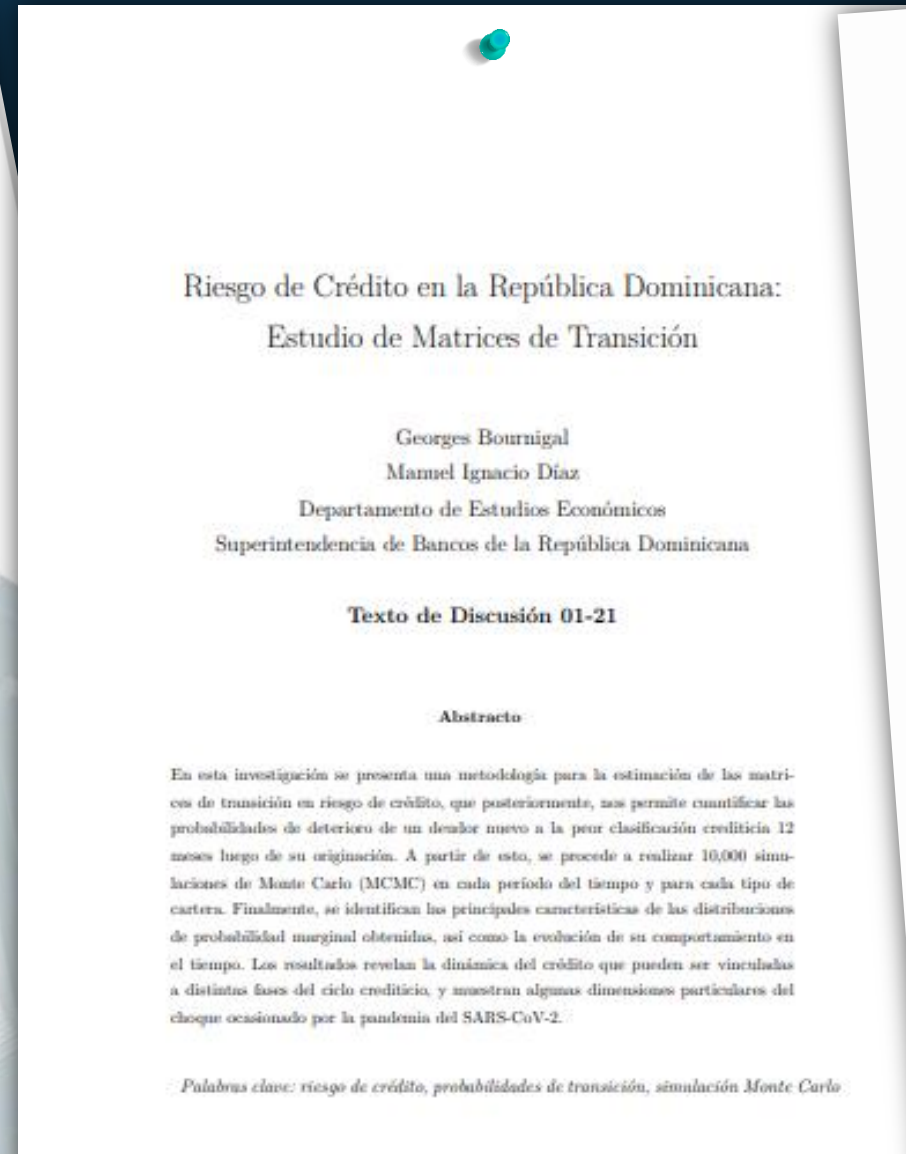 Riesgo de Crédito en la República Dominicana:
Estudio de Matrices de Transición
Georges Bournigal
Manuel Ignacio Díaz
Departamento de Estudios Económicos
Superintendencia de Bancos de la República Dominicana
Texto de Discusión 01-21
Abstracto
En esta investigación se presenta una metodología para la estimación de las matri-
ces de transición en riesgo de crédito, que posteriormente, nos permite cuantificar las
probabilidades de deterioro de un deudor nuevo a la peor clasificación crediticia 12
meses luego de su originación. A partir de esto, se procede a realizar 10,000 simu-
laciones de Monte Carlo (MCMC) en cada período del tiempo y para cada tipo de
cartera. Finalmente, se identifican las principales características de las distribuciones
de probabilidad marginal obtenidas, así como la evolución de su comportamiento en
el tiempo. Los resultados revelan la dinámica del crédito que pueden ser vinculadas
a distintas fases del ciclo crediticio, y muestran algunas dimensiones particulares del
choque ocasionado por la pandemia del SARS-CoV-2.
Palabras clave: riesgo de crédito, probabilidades de transición, simulación Monte Carlo